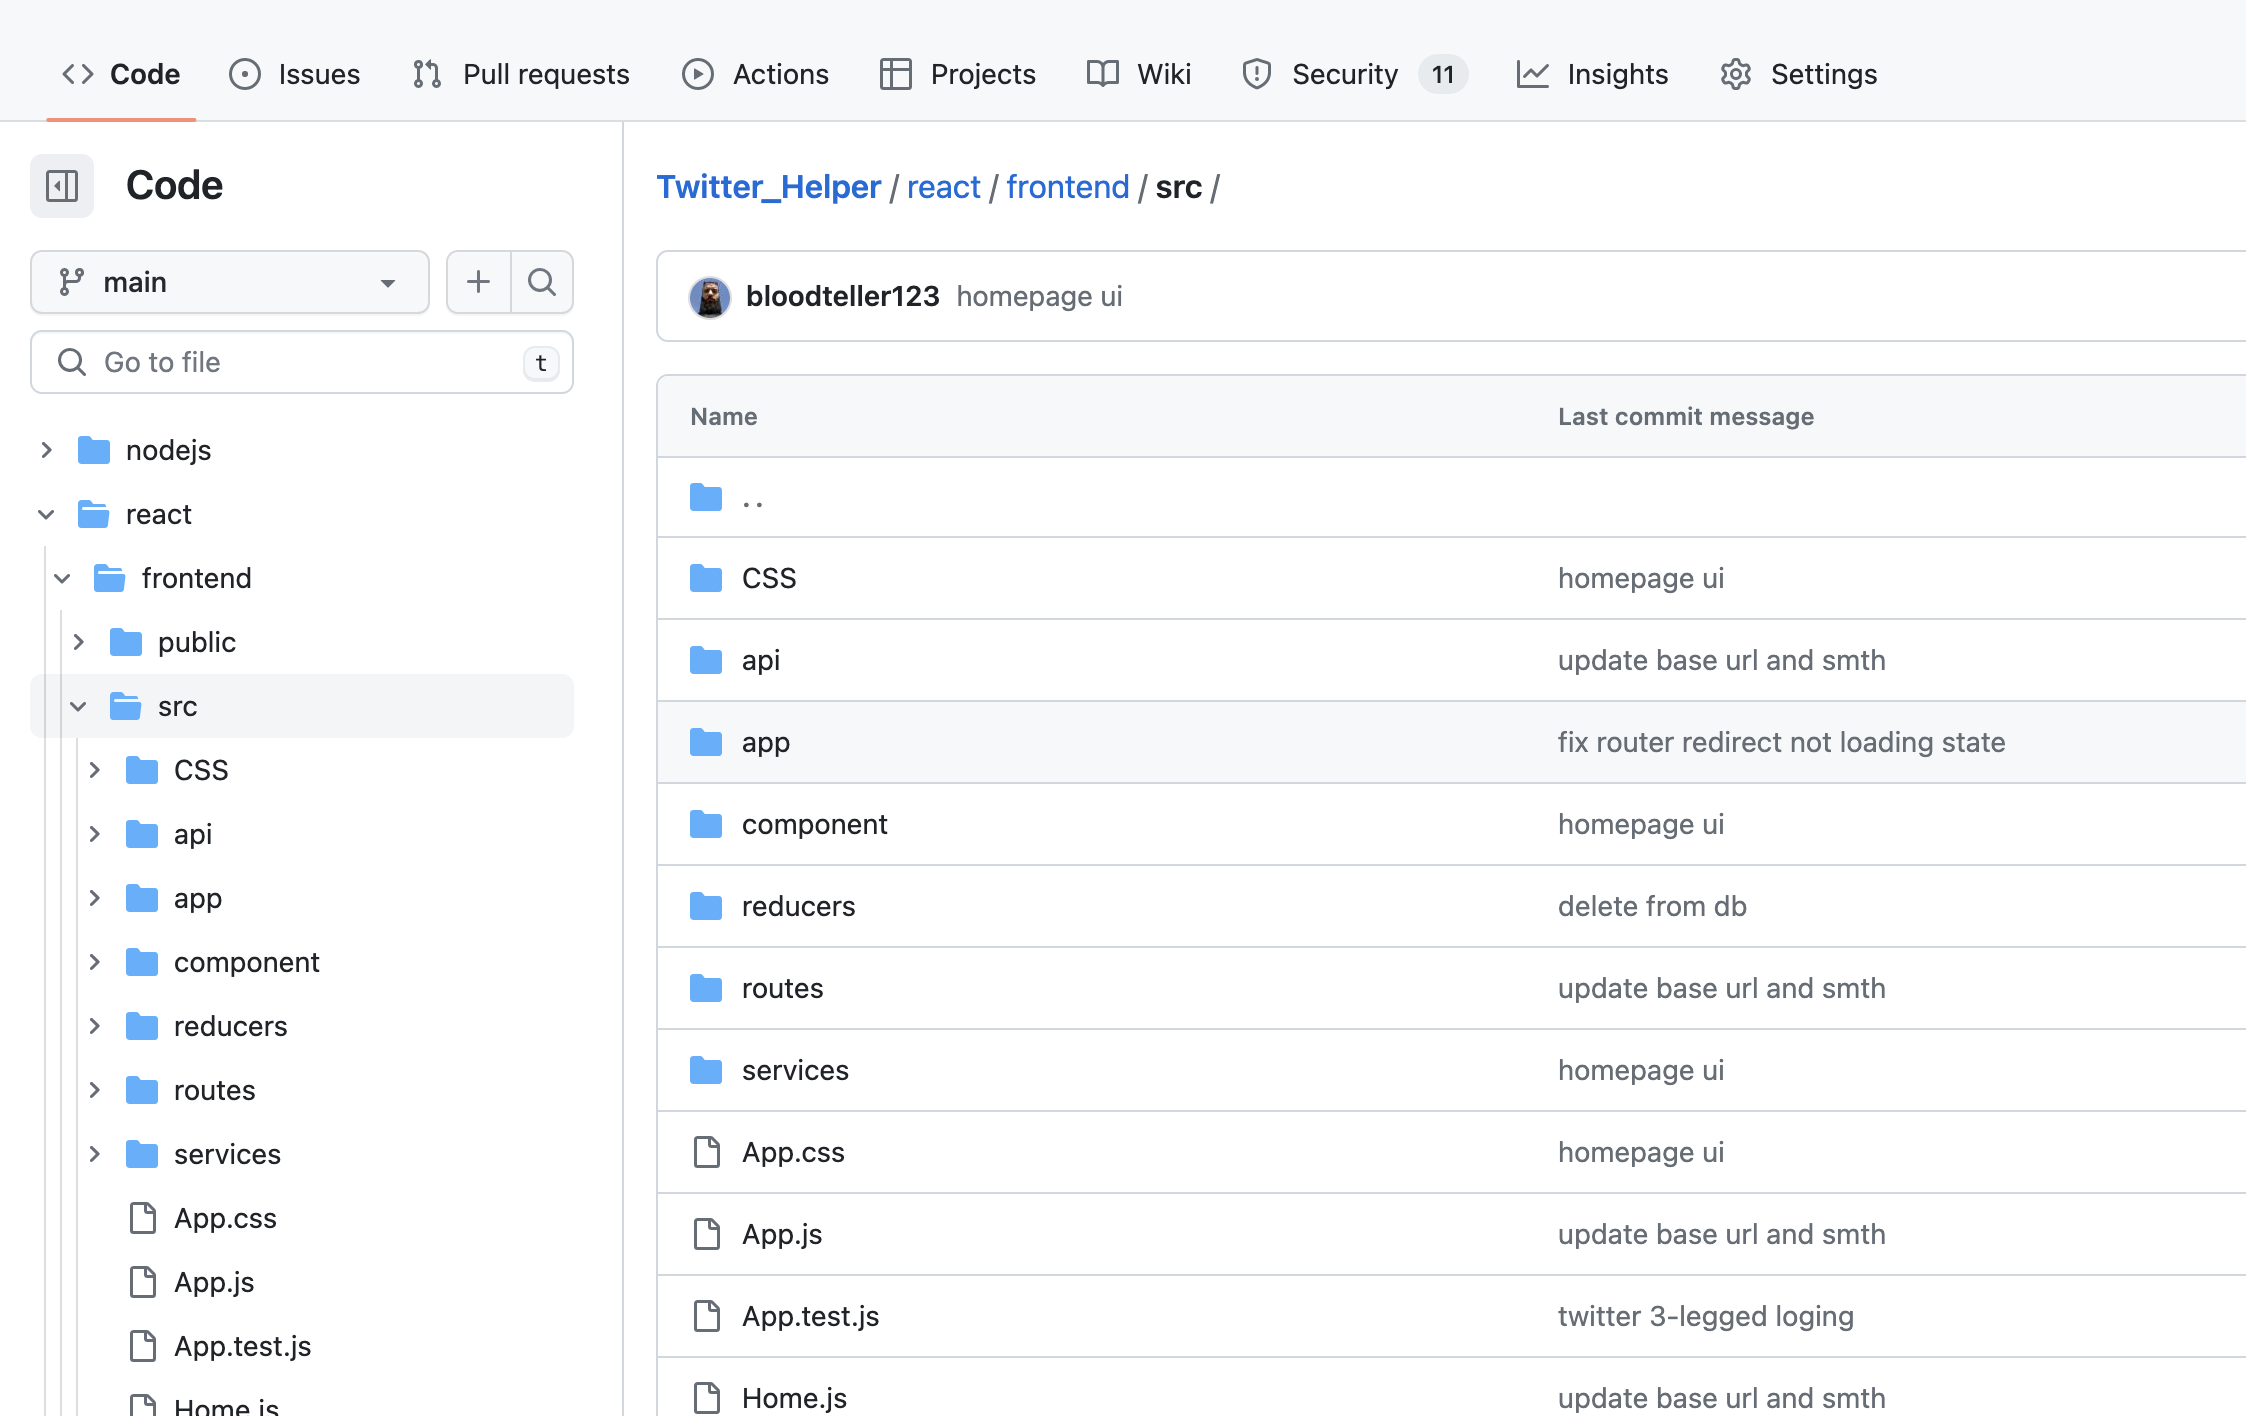 Code Issues Pull requests Actions Projects Wiki Security 11 Insights Settings
Code
main
Go to file t
nodejs
react
frontend
public
src
CSS
api
app
component
reducers
routes
services
App.css
App.js
App.test.js
Home.js
Twitter_Helper / react / frontend / src /
bloodteller123 homepage ui
Name Last commit message
..
CSS homepage ui
api update base url and smth
app fix router redirect not loading state
component homepage ui
reducers delete from db
routes update base url and smth
services homepage ui
App.css homepage ui
App.js update base url and smth
App.test.js twitter 3-legged loging
Home.js update base url and smth